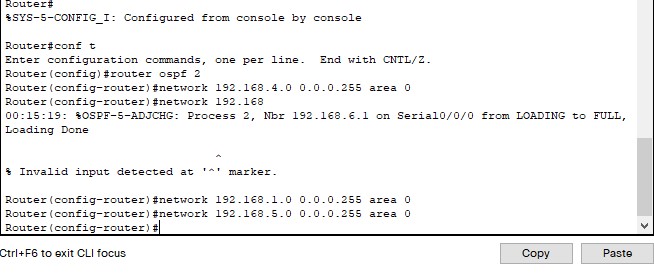 Router#
%SYS-5-CONFIG_I: Configured from console by console
Router#conf t
Enter configuration commands, one per line.  End with CNTL/Z.
Router(config)#router ospf 2
Router(config-router)#network 192.168.4.0 0.0.0.255 area 0
Router(config-router)#network 192.168
00:15:19: %OSPF-5-ADJCHG: Process 2, Nbr 192.168.6.1 on Serial0/0/0 from LOADING to FULL,
Loading Done
^
% Invalid input detected at '^' marker.
Router(config-router)#network 192.168.1.0 0.0.0.255 area 0
Router(config-router)#network 192.168.5.0 0.0.0.255 area 0
Router(config-router)#
Ctrl+F6 to exit CLI focus
Copy
Paste